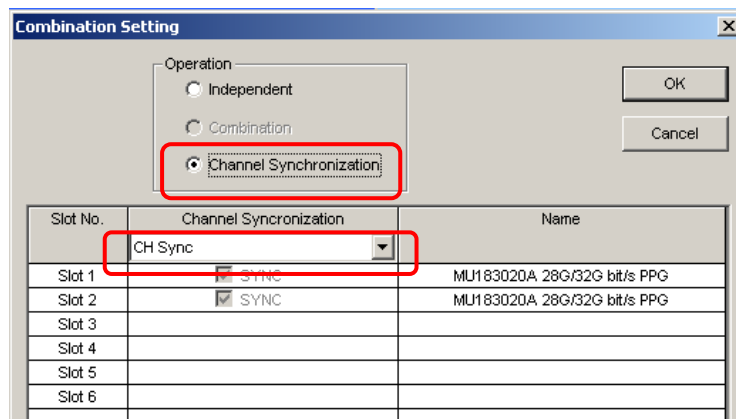 Combination Setting
Operation
Independent
OK
Combination
Cancel
Channel Synchronization
Slot No. Channel Syncronization Name
CH Sync
Slot 1 SYNC MU183020A 28G/32G bit/s PPG
Slot 2 SYNC MU183020A 28G/32G bit/s PPG
Slot 3
Slot 4
Slot 5
Slot 6